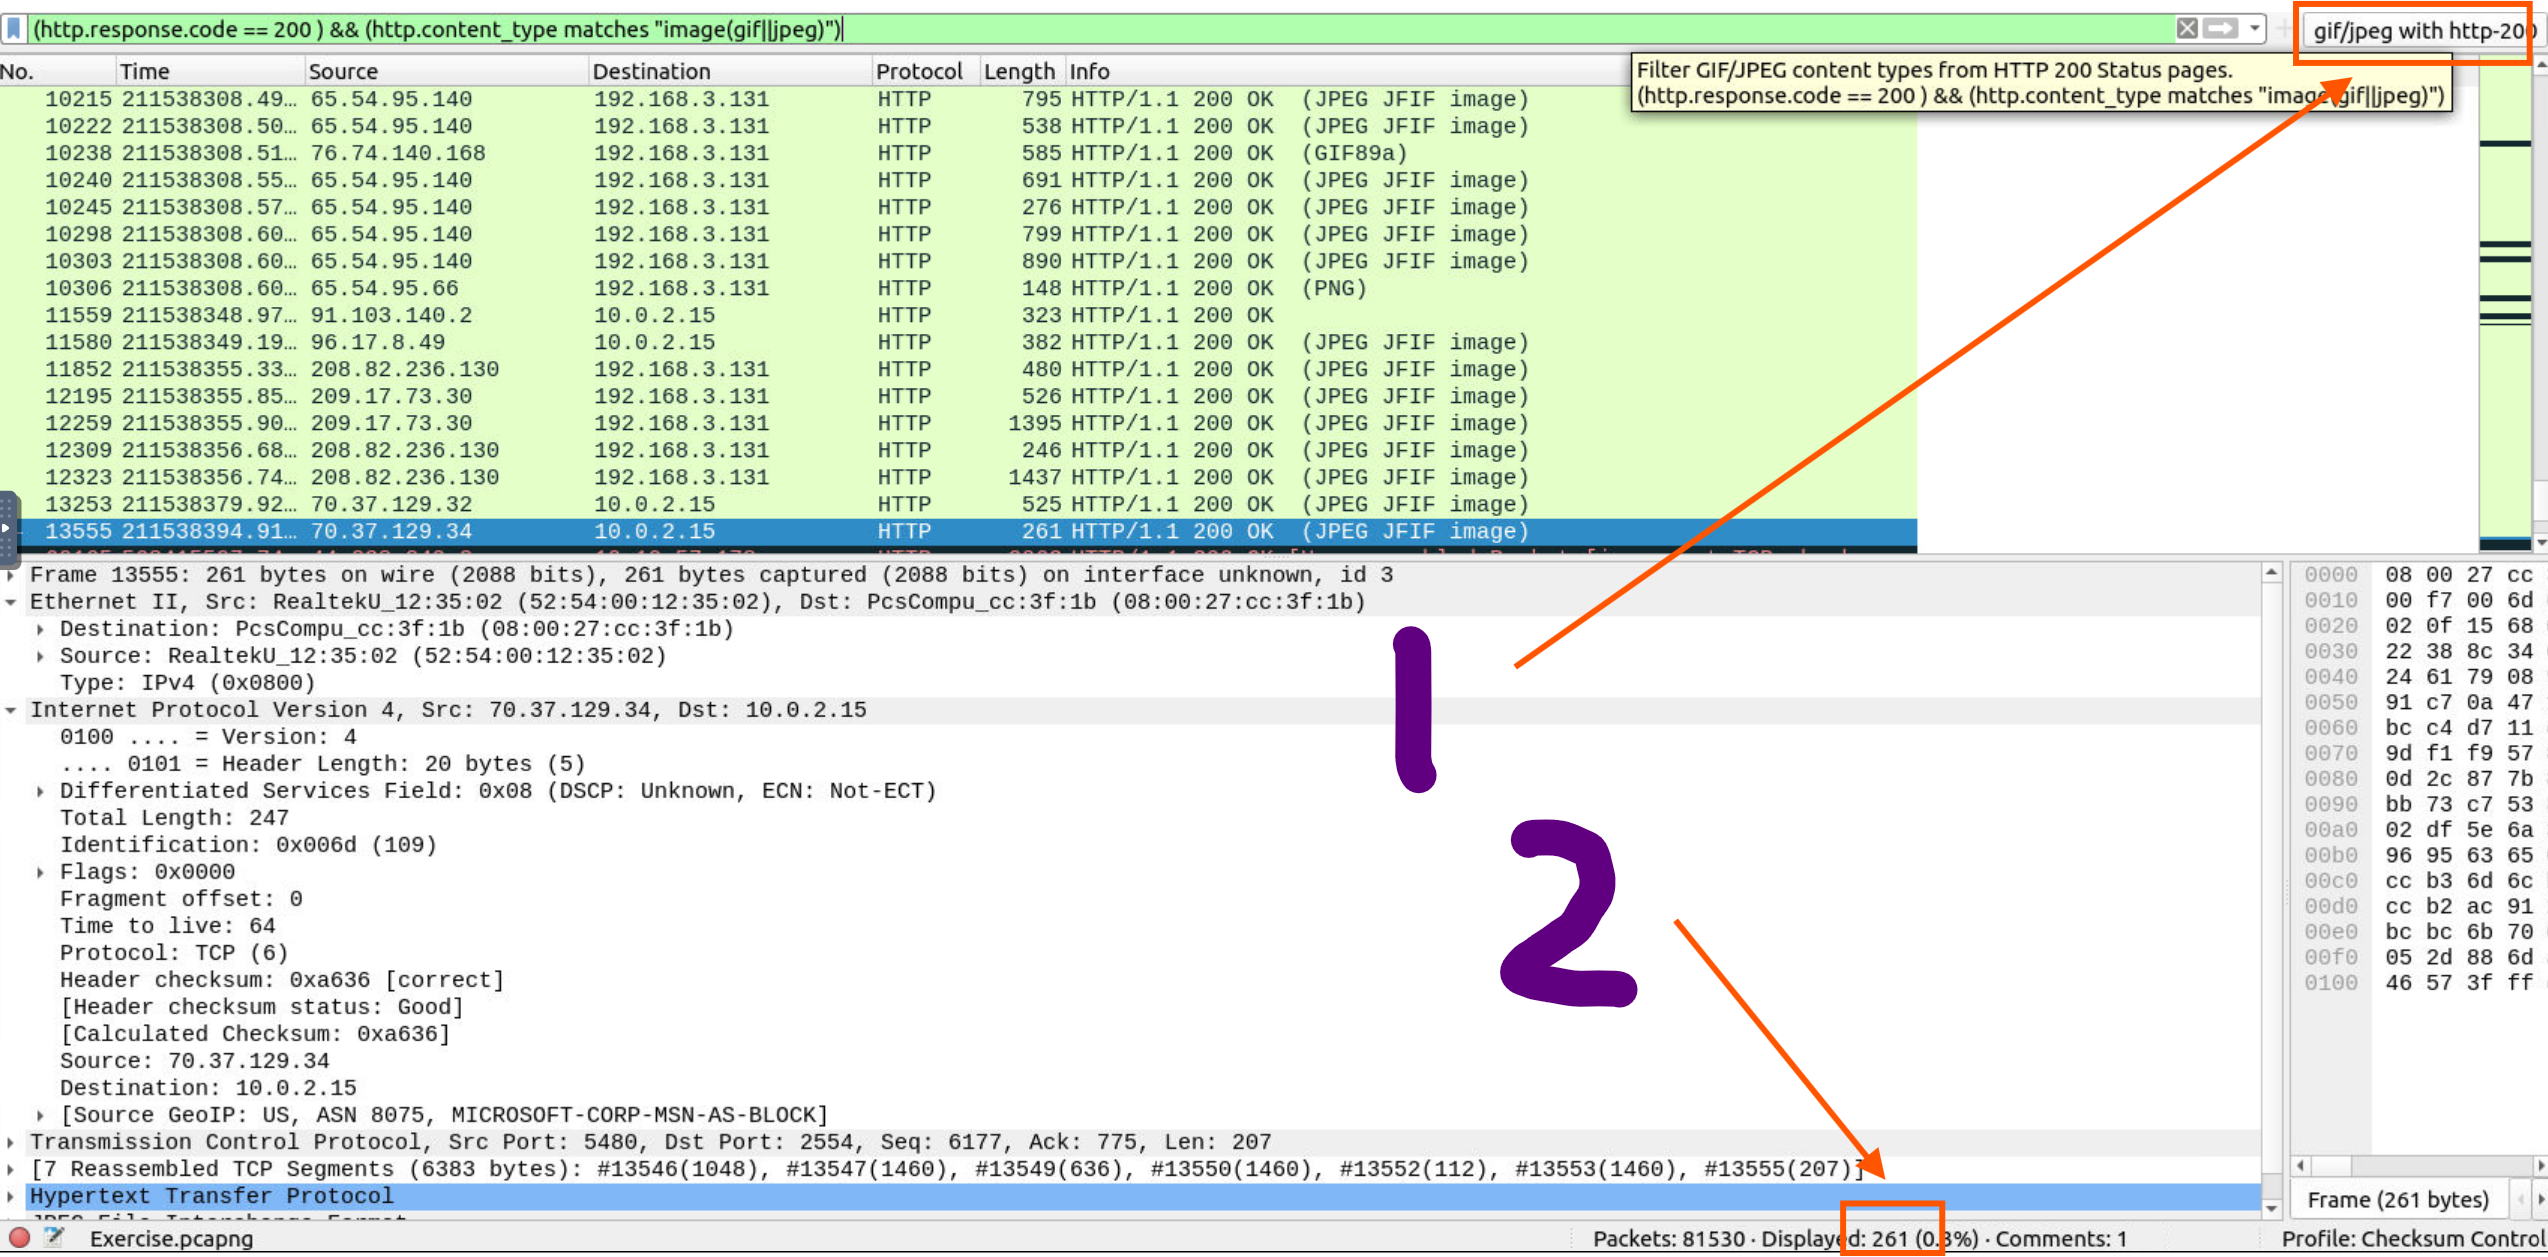 (http.response.code == 200 ) && (http.content_type matches "image(gif||jpeg)")
gif/jpeg with http-200
Filter GIF/JPEG content types from HTTP 200 Status pages.
(http.response.code == 200 ) && (http.content_type matches "image(gif||jpeg)")
No. Time Source Destination Protocol Length Info
10215 211538308.49… 65.54.95.140 192.168.3.131 HTTP 795 HTTP/1.1 200 OK (JPEG JFIF image)
10222 211538308.50… 65.54.95.140 192.168.3.131 HTTP 538 HTTP/1.1 200 OK (JPEG JFIF image)
10238 211538308.51… 76.74.140.168 192.168.3.131 HTTP 585 HTTP/1.1 200 OK (GIF89a)
10240 211538308.55… 65.54.95.140 192.168.3.131 HTTP 691 HTTP/1.1 200 OK (JPEG JFIF image)
10245 211538308.57… 65.54.95.140 192.168.3.131 HTTP 276 HTTP/1.1 200 OK (JPEG JFIF image)
10298 211538308.60… 65.54.95.140 192.168.3.131 HTTP 799 HTTP/1.1 200 OK (JPEG JFIF image)
10303 211538308.60… 65.54.95.140 192.168.3.131 HTTP 890 HTTP/1.1 200 OK (JPEG JFIF image)
10306 211538308.60… 65.54.95.66 192.168.3.131 HTTP 148 HTTP/1.1 200 OK (PNG)
11559 211538348.97… 91.103.140.2 10.0.2.15 HTTP 323 HTTP/1.1 200 OK
11580 211538349.19… 96.17.8.49 10.0.2.15 HTTP 382 HTTP/1.1 200 OK (JPEG JFIF image)
11852 211538355.33… 208.82.236.130 192.168.3.131 HTTP 480 HTTP/1.1 200 OK (JPEG JFIF image)
12195 211538355.85… 209.17.73.30 192.168.3.131 HTTP 526 HTTP/1.1 200 OK (JPEG JFIF image)
12259 211538355.90… 209.17.73.30 192.168.3.131 HTTP 1395 HTTP/1.1 200 OK (JPEG JFIF image)
12309 211538356.68… 208.82.236.130 192.168.3.131 HTTP 246 HTTP/1.1 200 OK (JPEG JFIF image)
12323 211538356.74… 208.82.236.130 192.168.3.131 HTTP 1437 HTTP/1.1 200 OK (JPEG JFIF image)
13253 211538379.92… 70.37.129.32 10.0.2.15 HTTP 525 HTTP/1.1 200 OK (JPEG JFIF image)
13555 211538394.91… 70.37.129.34 10.0.2.15 HTTP 261 HTTP/1.1 200 OK (JPEG JFIF image)
Frame 13555: 261 bytes on wire (2088 bits), 261 bytes captured (2088 bits) on interface unknown, id 3
Ethernet II, Src: RealtekU_12:35:02 (52:54:00:12:35:02), Dst: PcsCompu_cc:3f:1b (08:00:27:cc:3f:1b)
Destination: PcsCompu_cc:3f:1b (08:00:27:cc:3f:1b)
Source: RealtekU_12:35:02 (52:54:00:12:35:02)
Type: IPv4 (0x0800)
Internet Protocol Version 4, Src: 70.37.129.34, Dst: 10.0.2.15
0100 .... = Version: 4
.... 0101 = Header Length: 20 bytes (5)
Differentiated Services Field: 0x08 (DSCP: Unknown, ECN: Not-ECT)
Total Length: 247
Identification: 0x006d (109)
Flags: 0x0000
Fragment offset: 0
Time to live: 64
Protocol: TCP (6)
Header checksum: 0xa636 [correct]
[Header checksum status: Good]
[Calculated Checksum: 0xa636]
Source: 70.37.129.34
Destination: 10.0.2.15
[Source GeoIP: US, ASN 8075, MICROSOFT-CORP-MSN-AS-BLOCK]
Transmission Control Protocol, Src Port: 5480, Dst Port: 2554, Seq: 6177, Ack: 775, Len: 207
[7 Reassembled TCP Segments (6383 bytes): #13546(1048), #13547(1460), #13549(636), #13550(1460), #13552(112), #13553(1460), #13555(207)]
Hypertext Transfer Protocol
1
2
0000 08 00 27 cc
0010 00 f7 00 6d
0020 02 0f 15 68
0030 22 38 8c 34
0040 24 61 79 08
0050 91 c7 0a 47
0060 bc c4 d7 11
0070 9d f1 f9 57
0080 0d 2c 87 7b
0090 bb 73 c7 53
00a0 02 df 5e 6a
00b0 96 95 63 65
00c0 cc b3 6d 6c
00d0 cc b2 ac 91
00e0 bc bc 6b 70
00f0 05 2d 88 6d
0100 46 57 3f ff
Frame (261 bytes)
Exercise.pcapng
Packets: 81530 · Displayed: 261 (0.3%) · Comments: 1
Profile: Checksum Control